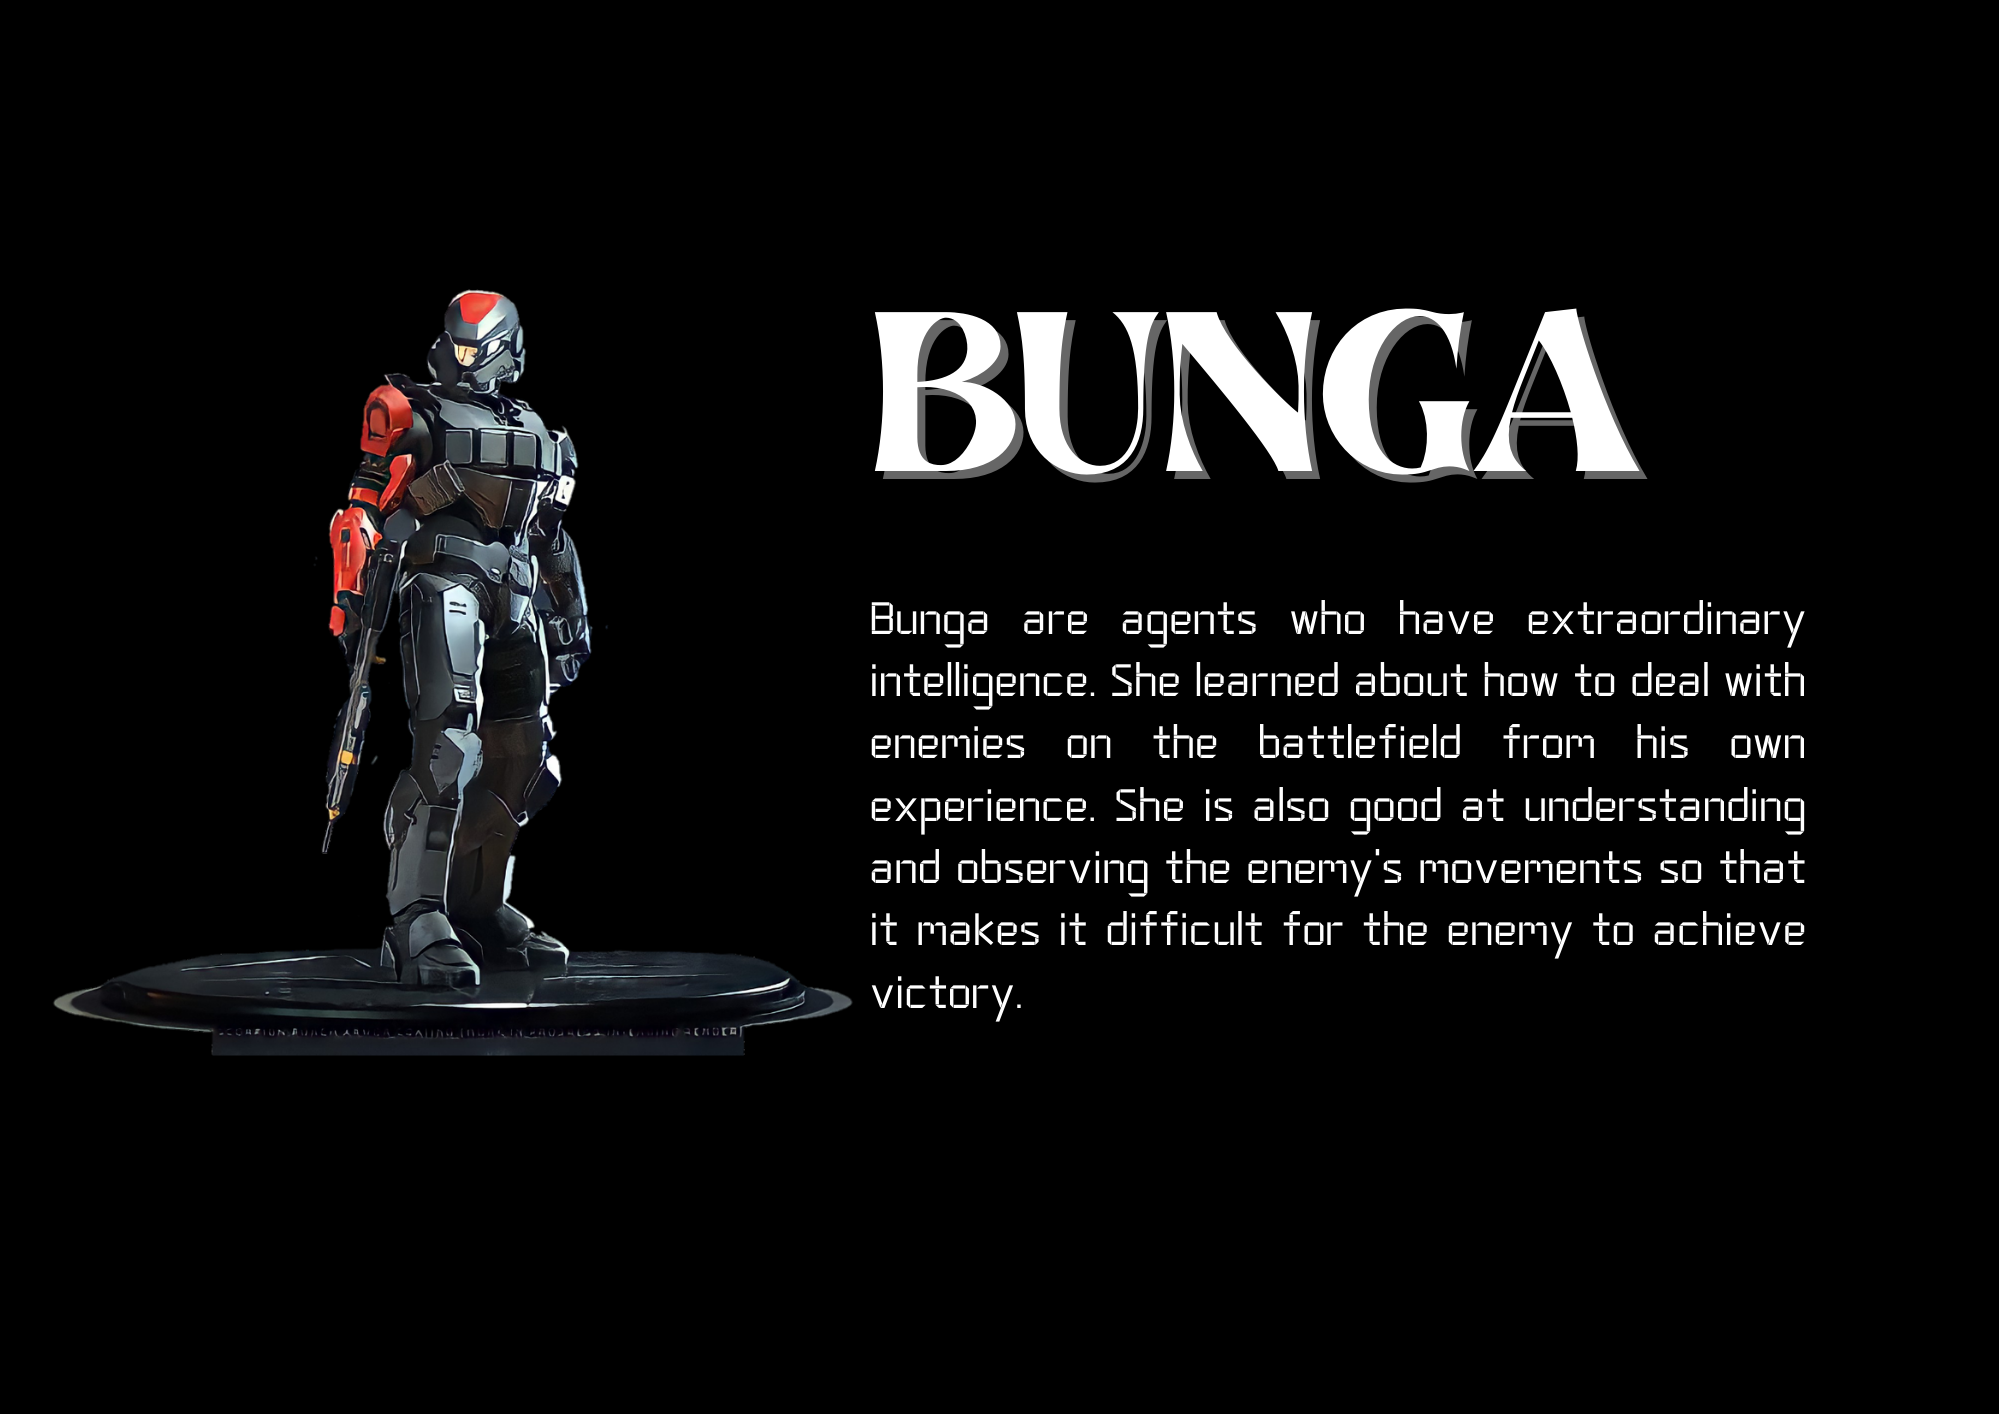 BUNGA
Bunga are agents who have extraordinary
intelligence. She learned about how to deal with
enemies on the battlefield from his own
experience. She is also good at understanding
and observing the enemy's movements so that
it makes it difficult for the enemy to achieve
victory.